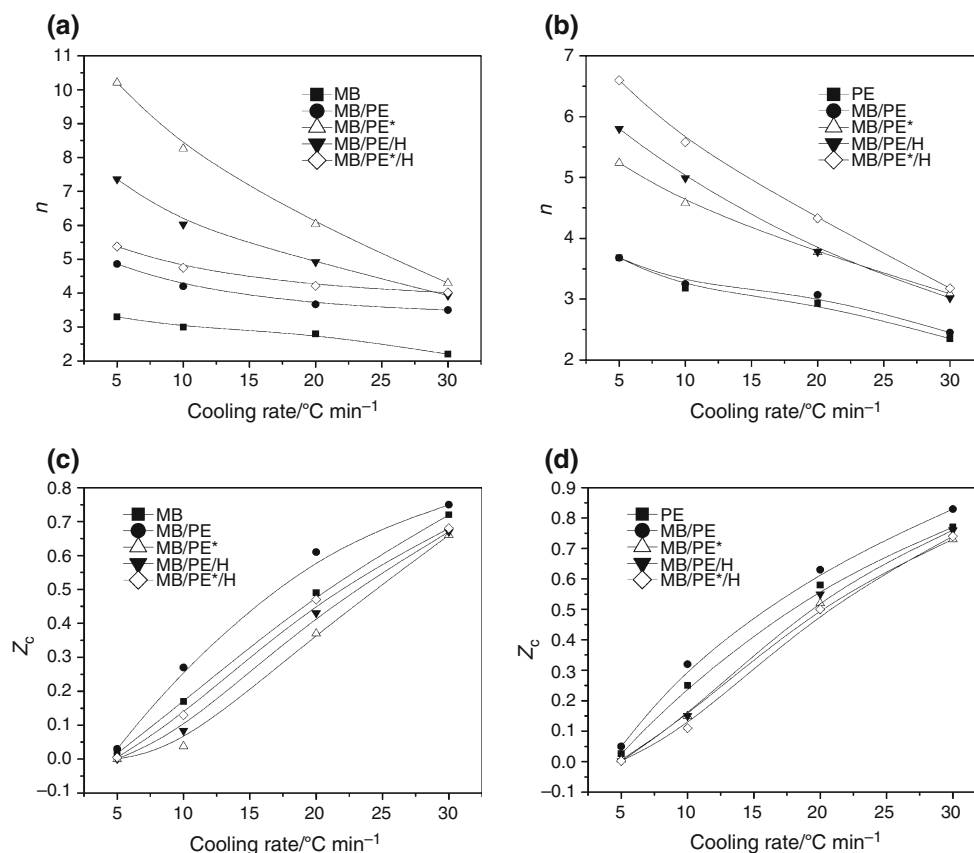 (a)
11
10
9
8
7
6
5
4
3
2
n
MB
MB/PE
MB/PE*
MB/PE/H
MB/PE*/H
5 10 15 20 25 30
Cooling rate/°C min⁻¹
(b)
7
6
5
4
3
2
n
PE
MB/PE
MB/PE*
MB/PE/H
MB/PE*/H
5 10 15 20 25 30
Cooling rate/°C min⁻¹
(c)
0.8
0.7
0.6
0.5
0.4
0.3
0.2
0.1
0.0
–0.1
Zc
MB
MB/PE
MB/PE*
MB/PE/H
MB/PE*/H
5 10 15 20 25 30
Cooling rate/°C min⁻¹
(d)
0.9
0.8
0.7
0.6
0.5
0.4
0.3
0.2
0.1
0.0
–0.1
Zc
PE
MB/PE
MB/PE*
MB/PE/H
MB/PE*/H
5 10 15 20 25 30
Cooling rate/°C min⁻¹